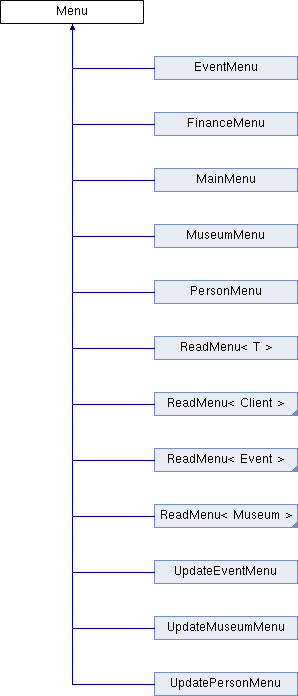 Menu
EventMenu
FinanceMenu
MainMenu
MuseumMenu
PersonMenu
ReadMenu< T >
ReadMenu< Client >
ReadMenu< Event >
ReadMenu< Museum >
UpdateEventMenu
UpdateMuseumMenu
UpdatePersonMenu